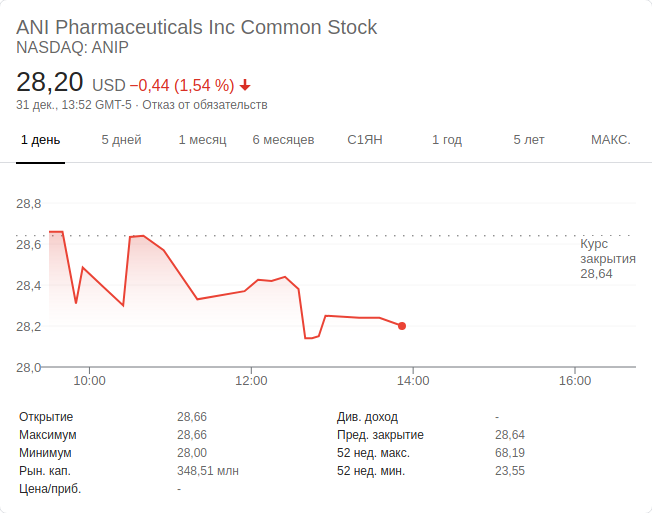 ANI Pharmaceuticals Inc Common Stock
NASDAQ: ANIP
28,20 USD −0,44 (1,54 %)
31 дек., 13:52 GMT-5 · Отказ от обязательств
1 день 5 дней 1 месяц 6 месяцев С1ЯН 1 год 5 лет МАКС.
28,8
28,6
28,4
28,2
28,0
Курс
закрытия
28,64
10:00 12:00 14:00 16:00
Открытие 28,66 Див. доход -
Максимум 28,66 Пред. закрытие 28,64
Минимум 28,00 52 нед. макс. 68,19
Рын. кап. 348,51 млн 52 нед. мин. 23,55
Цена/приб. -